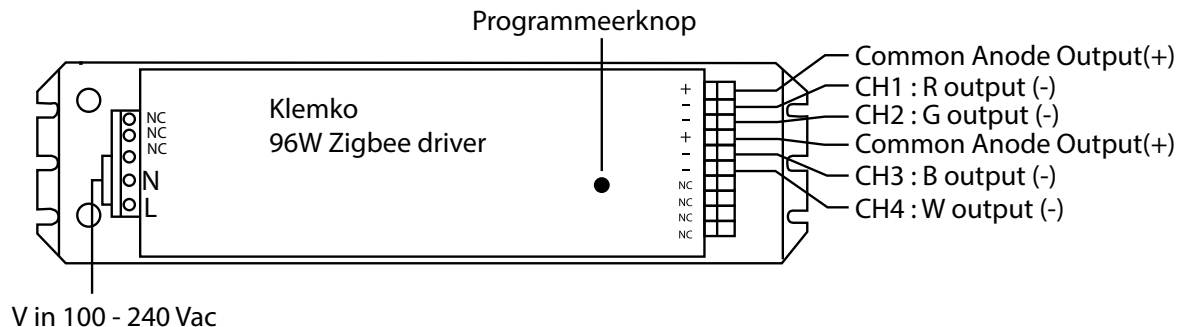 Programmeerknop
Klemko
96W Zigbee driver
NC
NC
NC
N
L
V in 100 - 240 Vac
+
–
–
+
–
–
NC
NC
NC
NC
Common Anode Output(+)
CH1 : R output (-)
CH2 : G output (-)
Common Anode Output(+)
CH3 : B output (-)
CH4 : W output (-)